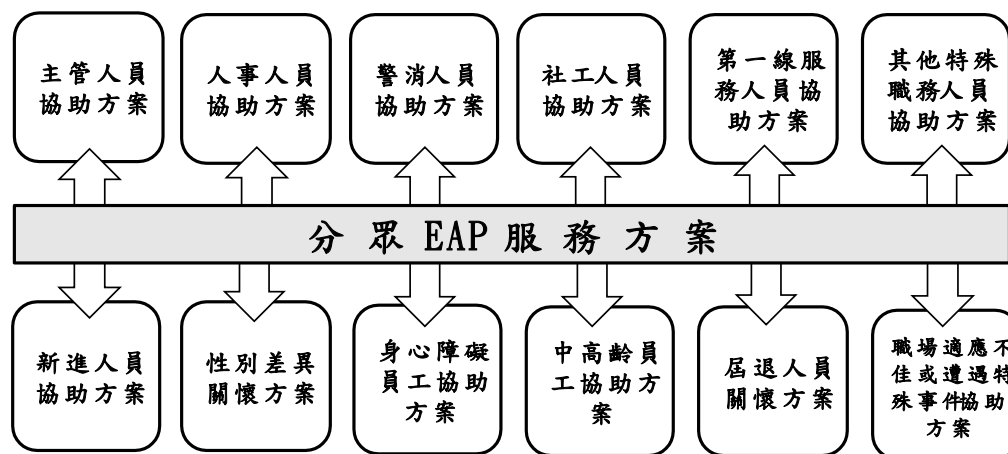 主管人員
協助方案
人事人員
協助方案
警消人員
協助方案
社工人員
協助方案
第一線服
務人員協
助方案
其他特殊
職務人員
協助方案
分眾EAP服務方案
新進人員
協助方案
性別差異
關懷方案
身心障礙
員工協助
方案
中高齡員
工協助方
案
屆退人員
關懷方案
職場適應不
佳或遭遇特
殊事件協助
方案